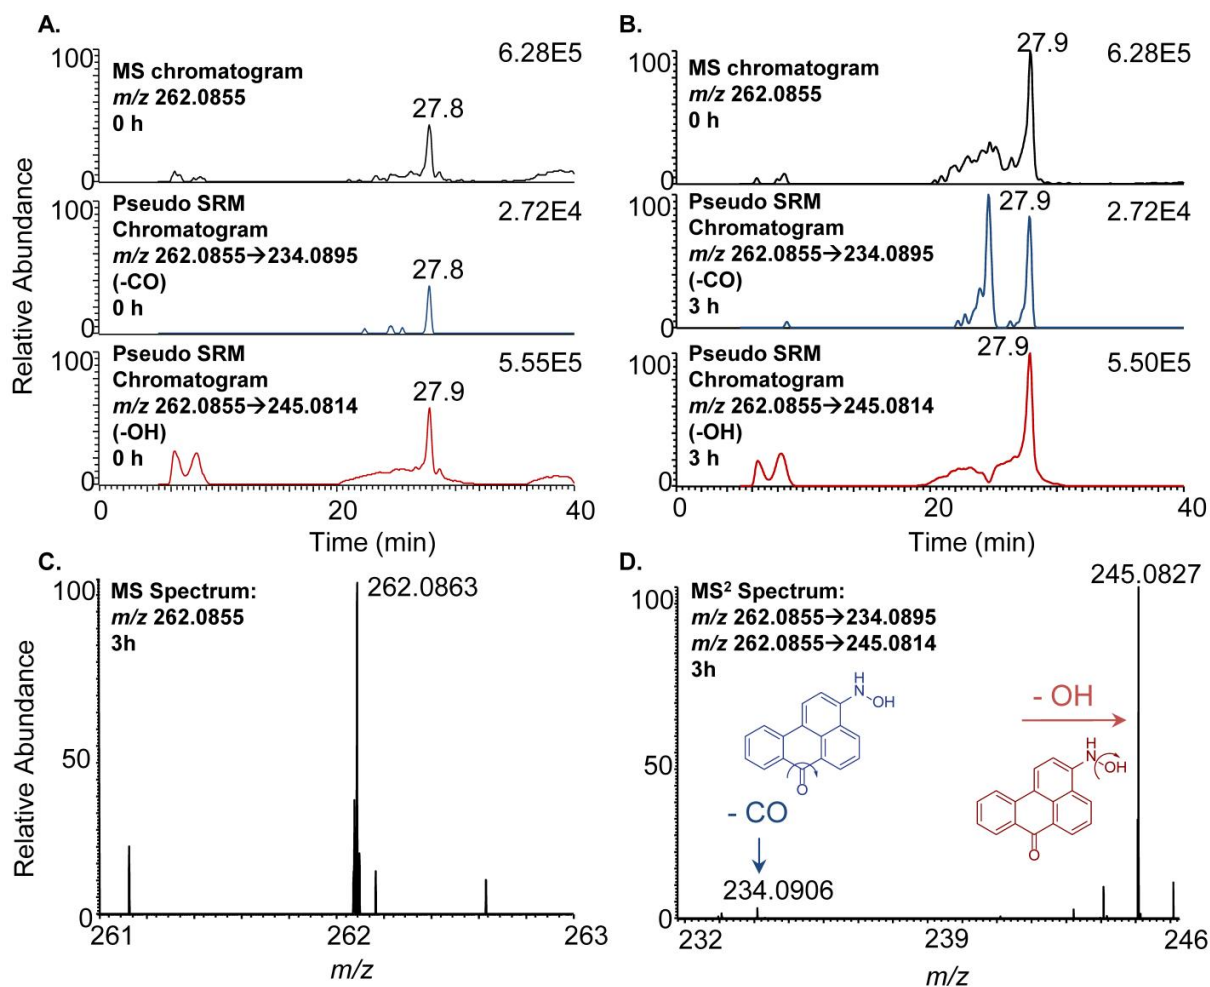 A.
6.28E5
100
MS chromatogram
m/z 262.0855
0 h
27.8
0
Pseudo SRM
Chromatogram
m/z 262.0855→234.0895
(-CO)
0 h
100
2.72E4
27.8
0
Pseudo SRM
Chromatogram
m/z 262.0855→245.0814
(-OH)
0 h
100
5.55E5
27.9
0
0
20
40
Time (min)
Relative Abundance
B.
27.9
6.28E5
100
MS chromatogram
m/z 262.0855
0 h
0
Pseudo SRM
Chromatogram
m/z 262.0855→234.0895
(-CO)
3 h
100
27.9
2.72E4
0
Pseudo SRM
Chromatogram
m/z 262.0855→245.0814
(-OH)
3 h
100
27.9
5.50E5
0
0
20
40
Time (min)
C.
100
MS Spectrum:
m/z 262.0855
3h
262.0863
50
0
261
262
263
m/z
Relative Abundance
D.
245.0827
100
MS2 Spectrum:
m/z 262.0855→234.0895
m/z 262.0855→245.0814
3h
H
N
OH
O
- CO
234.0906
- OH
H
N
OH
O
50
0
232
239
246
m/z